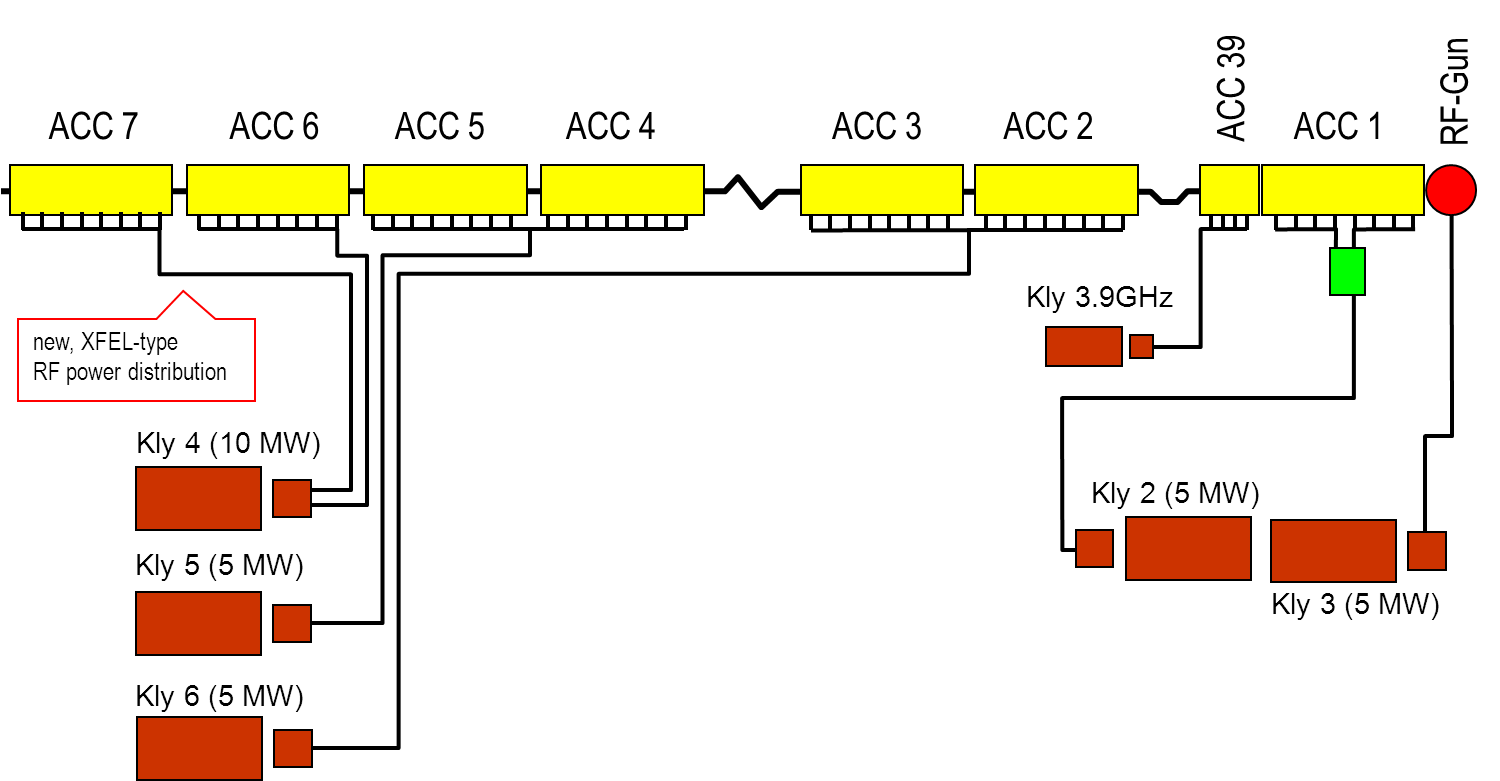 ACC 7
ACC 6
ACC 5
ACC 4
ACC 3
ACC 2
ACC 39
ACC 1
RF-Gun
Kly 3.9GHz
new, XFEL-type
RF power distribution
Kly 4 (10 MW)
Kly 2 (5 MW)
Kly 5 (5 MW)
Kly 3 (5 MW)
Kly 6 (5 MW)